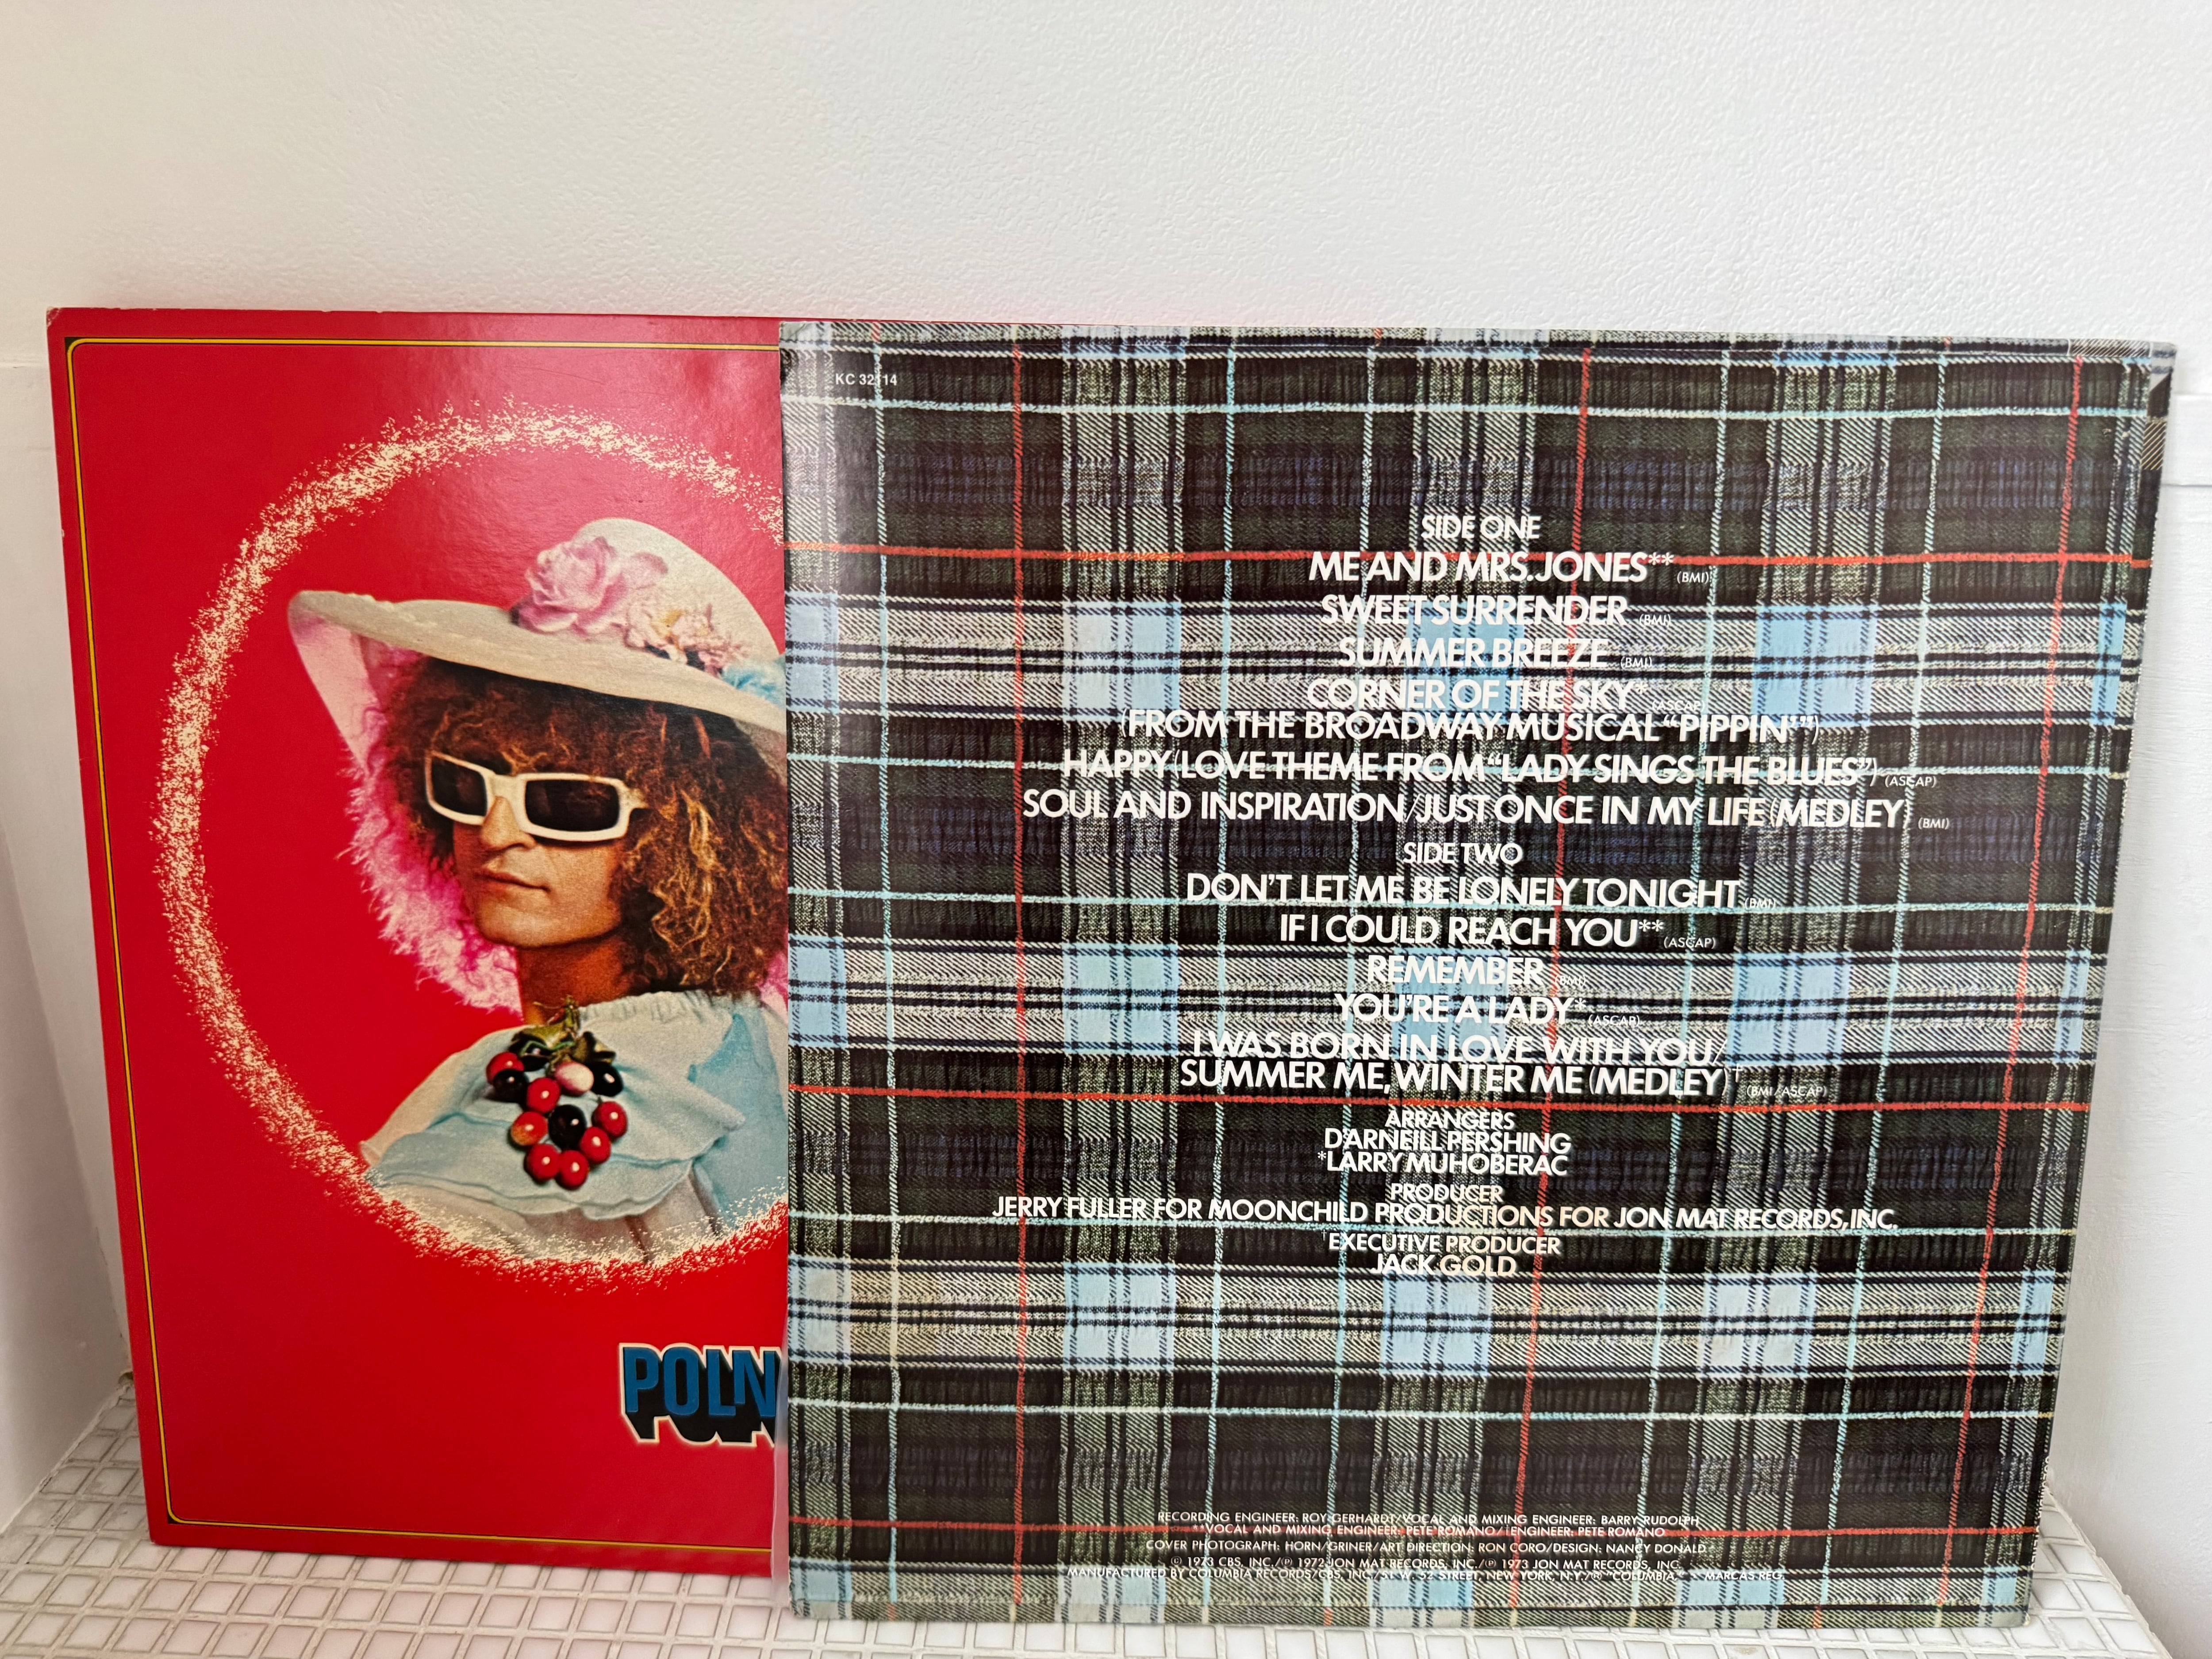 POLN
KC 32114
SIDE ONE
ME AND MRS. JONES** (BMI)
SWEET SURRENDER (BMI)
SUMMER BREEZE (BMI)
CORNER OF THE SKY* (ASCAP)
(FROM THE BROADWAY MUSICAL “PIPPIN'”)
HAPPY (LOVE THEME FROM “LADY SINGS THE BLUES”) (ASCAP)
SOUL AND INSPIRATION/JUST ONCE IN MY LIFE (MEDLEY) (BMI)
SIDE TWO
DON'T LET ME BE LONELY TONIGHT (BMI)
IF I COULD REACH YOU** (ASCAP)
REMEMBER (BMI)
YOU'RE A LADY* (ASCAP)
I WAS BORN IN LOVE WITH YOU/
SUMMER ME, WINTER ME (MEDLEY)† (BMI/ASCAP)
ARRANGERS
D'ARNEILL PERSHING
*LARRY MUHOBERAC
PRODUCER
JERRY FULLER FOR MOONCHILD PRODUCTIONS FOR JON MAT RECORDS, INC.
EXECUTIVE PRODUCER
JACK GOLD
RECORDING ENGINEER: ROY GERHARDT/VOCAL AND MIXING ENGINEER: BARRY RUDOLPH
**VOCAL AND MIXING ENGINEER: PETE ROMANO/†ENGINEER: PETE ROMANO
COVER PHOTOGRAPH: HORN/GRINER/ART DIRECTION: RON CORO/DESIGN: NANCY DONALD
© 1973 CBS, INC./℗ 1972 JON MAT RECORDS, INC./℗ 1973 JON MAT RECORDS, INC.
MANUFACTURED BY COLUMBIA RECORDS/CBS, INC./51 W. 52 STREET, NEW YORK, N.Y./® "COLUMBIA," MARCAS REG.